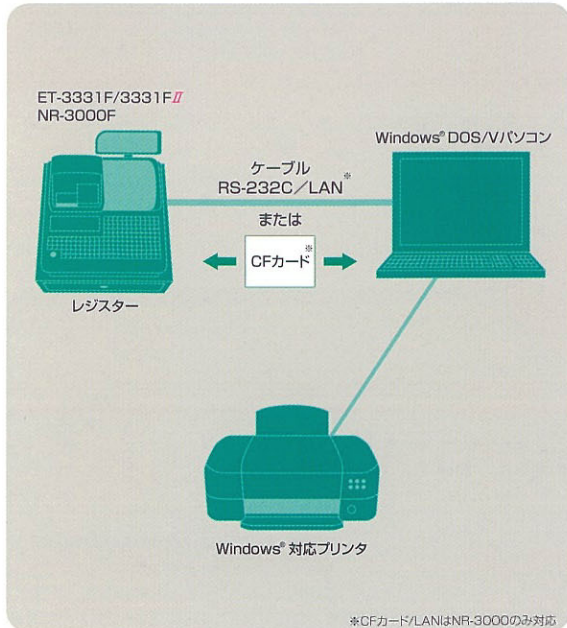 ET-3331F/3331FⅡ
NR-3000F
Windows® DOS/Vパソコン
ケーブル
RS-232C/LAN※
または
CFカード※
レジスター
Windows® 対応プリンタ
※CFカード/LANはNR-3000のみ対応